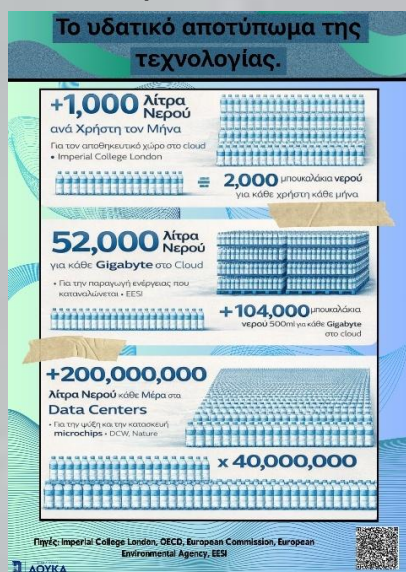 Το υδατικό αποτύπωμα της
τεχνολογίας.
+1,000 λίτρα
Νερού
ανά Χρήστη τον Μήνα
Για τον αποθηκευτικό χώρο στο cloud
• Imperial College London
= 2,000 μπουκαλάκια νερού
για κάθε χρήστη κάθε μήνα
52,000 λίτρα
Νερού
για κάθε Gigabyte στο Cloud
• Για την παραγωγή ενέργειας που
καταναλώνεται • EESI
+104,000 μπουκαλάκια
νερού 500ml για κάθε Gigabyte
στο cloud
+200,000,000
λίτρα Νερού κάθε Μέρα στα
Data Centers
• Για την ψύξη και την κατασκευή
microchips • DCW, Nature
x 40,000,000
Πηγές: Imperial College London, OECD, European Commission, European
Environmental Agency, EESI
ΔΟΥΚΑ